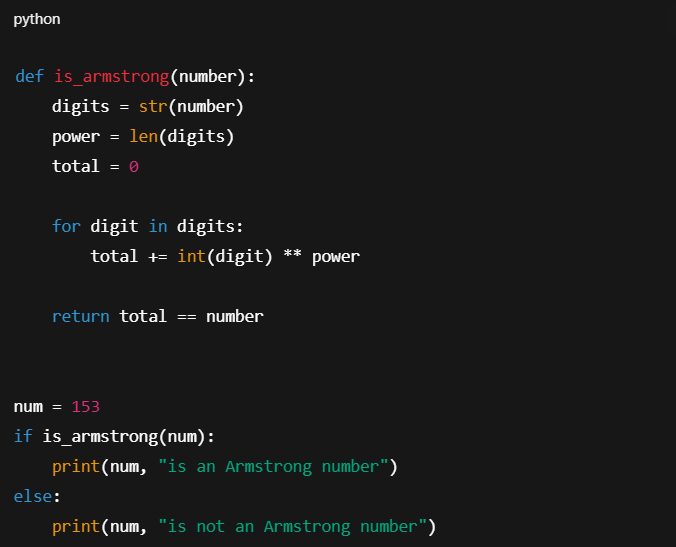 python
def is_armstrong(number):
    digits = str(number)
    power = len(digits)
    total = 0
    for digit in digits:
        total += int(digit) ** power
    return total == number
num = 153
if is_armstrong(num):
    print(num, "is an Armstrong number")
else:
    print(num, "is not an Armstrong number")